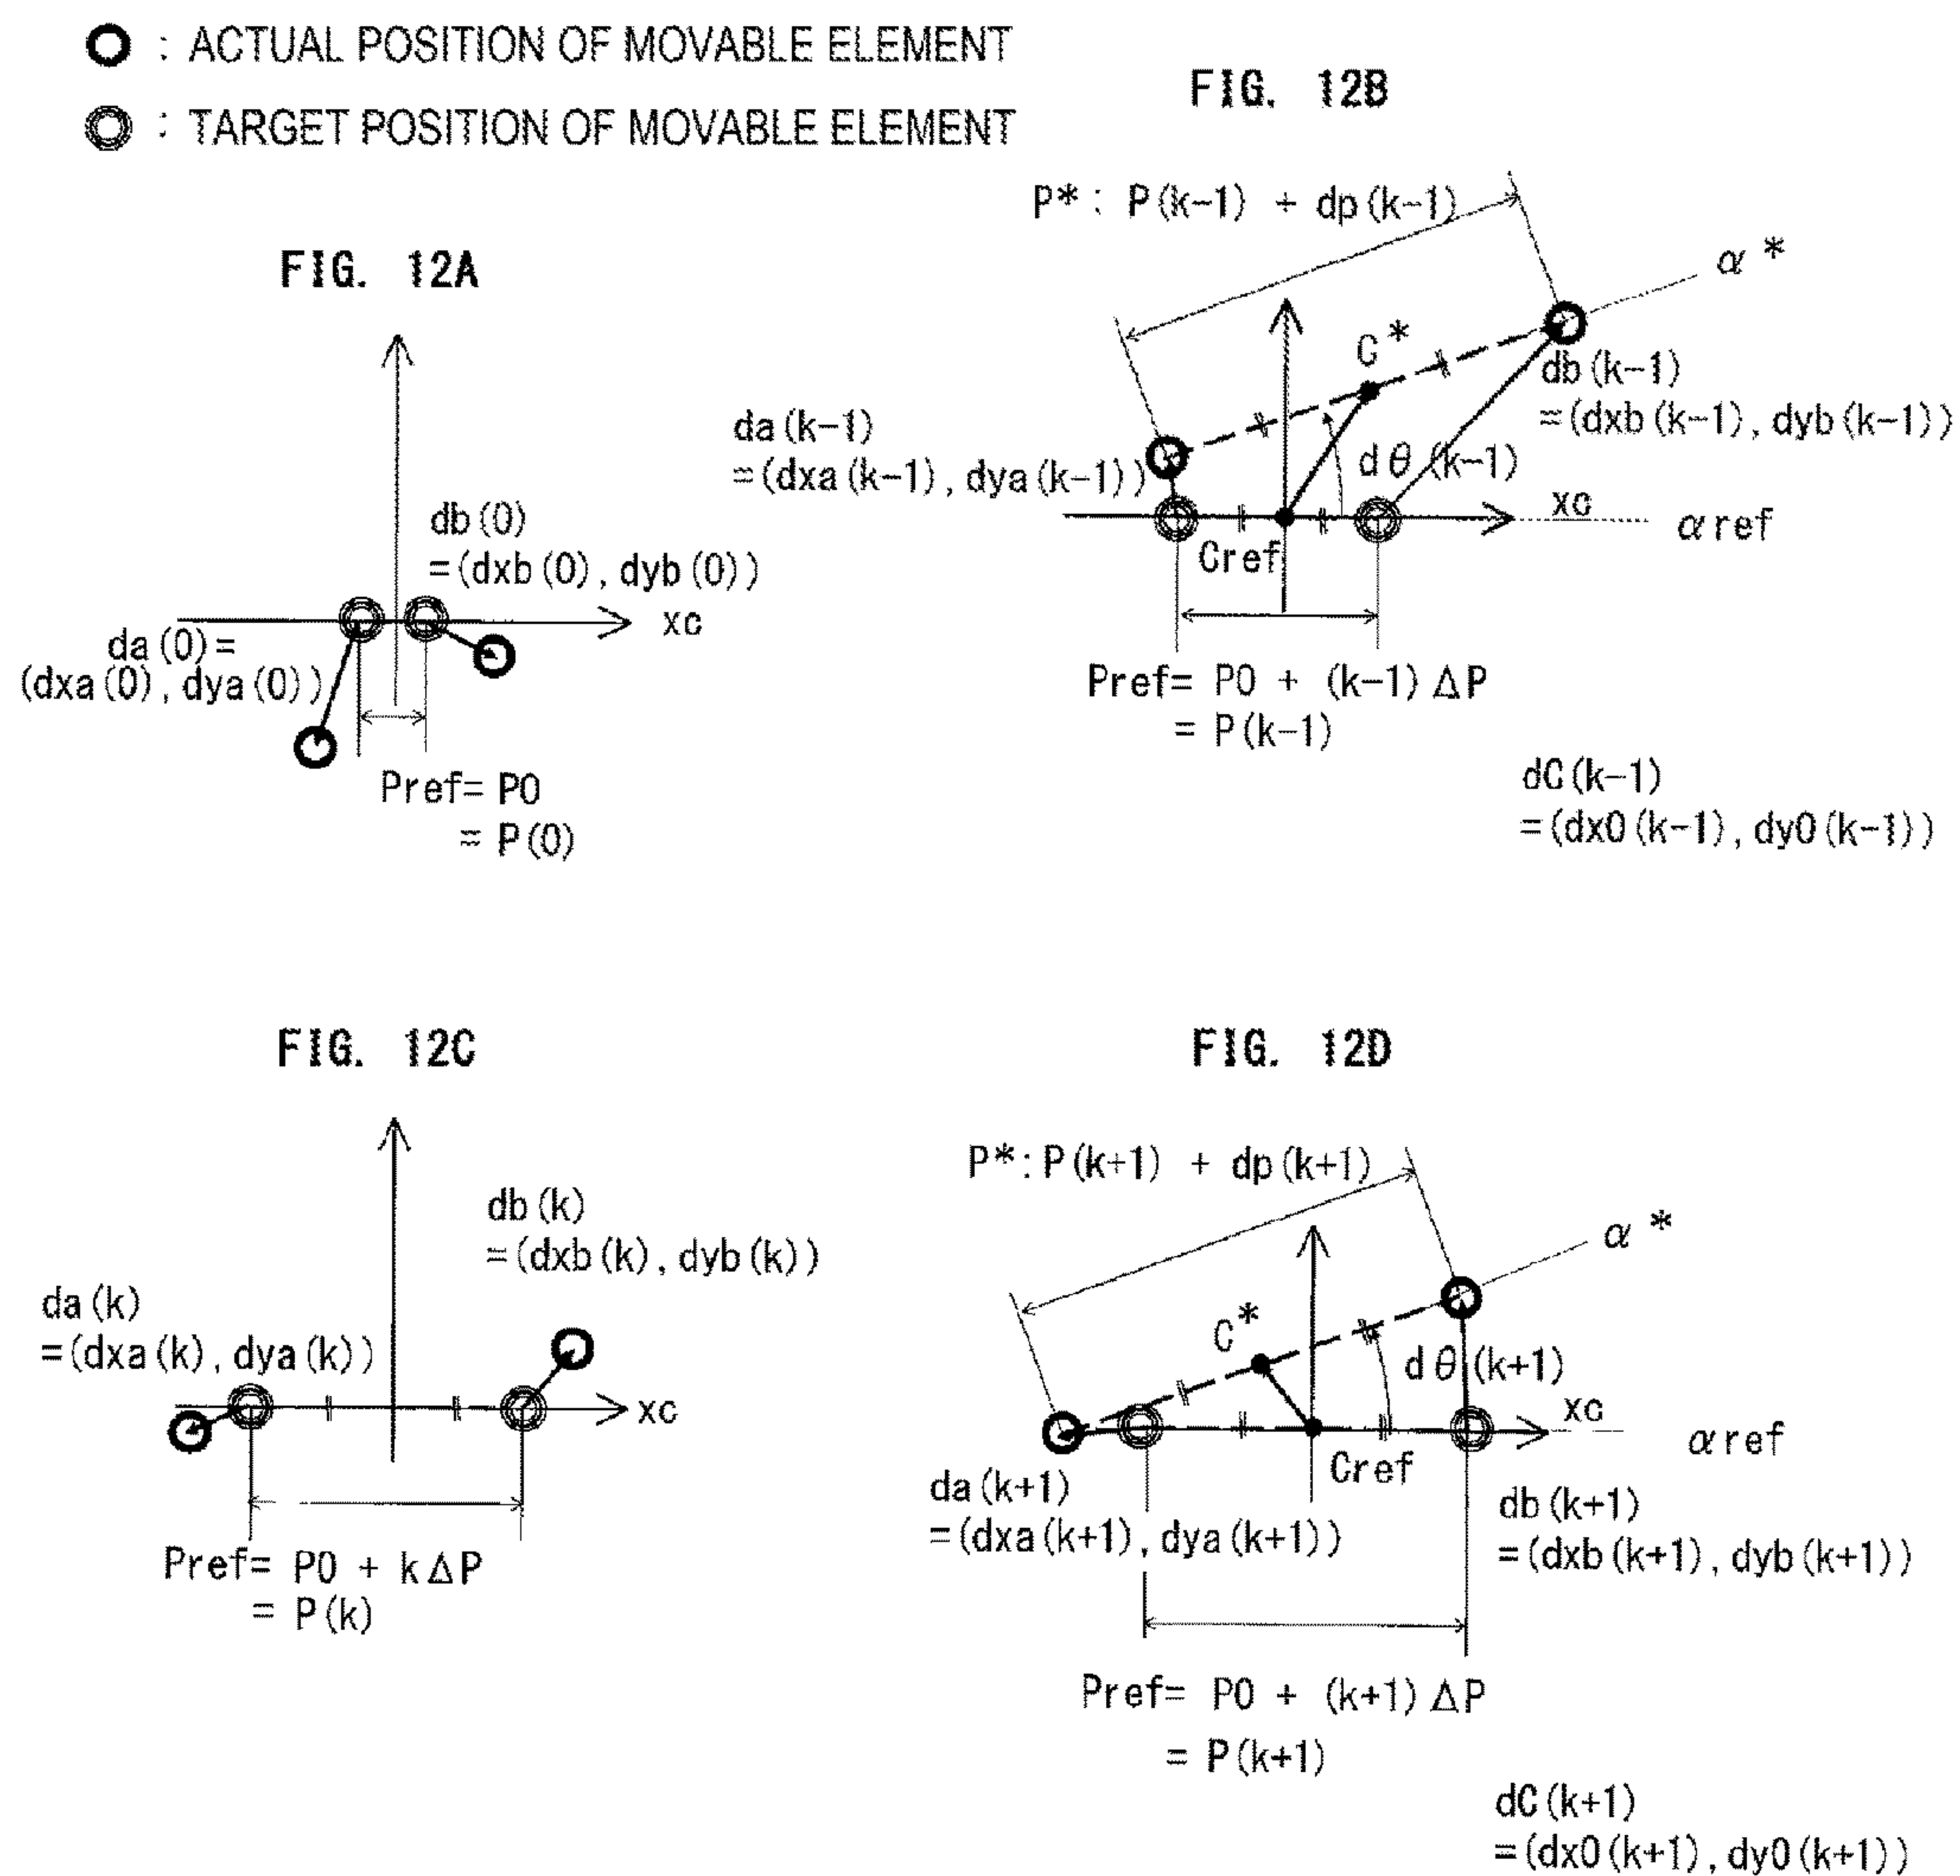 : ACTUAL POSITION OF MOVABLE ELEMENT
: TARGET POSITION OF MOVABLE ELEMENT
FIG. 12A
db(0)
=(dxb(0), dyb(0))
xc
da(0)=
(dxa(0), dya(0))
Pref= P0
= P(0)
FIG. 12B
P*: P(k-1) + dp(k-1)
α*
C*
db(k-1)
=(dxb(k-1), dyb(k-1))
da(k-1)
=(dxa(k-1), dya(k-1))
dθ(k-1)
xc
αref
Cref
Pref= P0 + (k-1)ΔP
= P(k-1)
dC(k-1)
=(dx0(k-1), dy0(k-1))
FIG. 12C
db(k)
=(dxb(k), dyb(k))
da(k)
=(dxa(k), dya(k))
xc
Pref= P0 + kΔP
= P(k)
FIG. 12D
P*:P(k+1) + dp(k+1)
α*
C*
dθ(k+1)
xc
αref
Cref
da(k+1)
=(dxa(k+1), dya(k+1))
db(k+1)
=(dxb(k+1), dyb(k+1))
Pref= P0 + (k+1)ΔP
= P(k+1)
dC(k+1)
=(dx0(k+1), dy0(k+1))